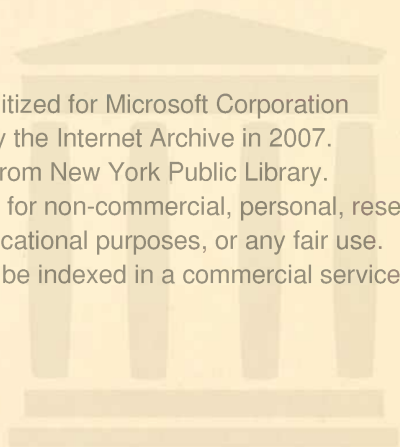 itized for Microsoft Corporation
y the Internet Archive in 2007.
rom New York Public Library.
for non-commercial, personal, rese
cational purposes, or any fair use.
be indexed in a commercial service